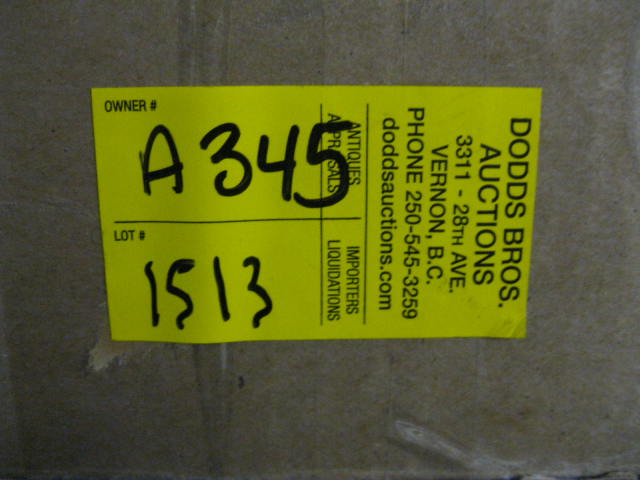 OWNER #
A345
LOT #
1513
ANTIQUES
APPRAISALS
IMPORTERS
LIQUIDATIONS
DODDS BROS.
AUCTIONS
3311 - 28TH AVE.
VERNON, B.C.
PHONE 250-545-3259
doddsauctions.com